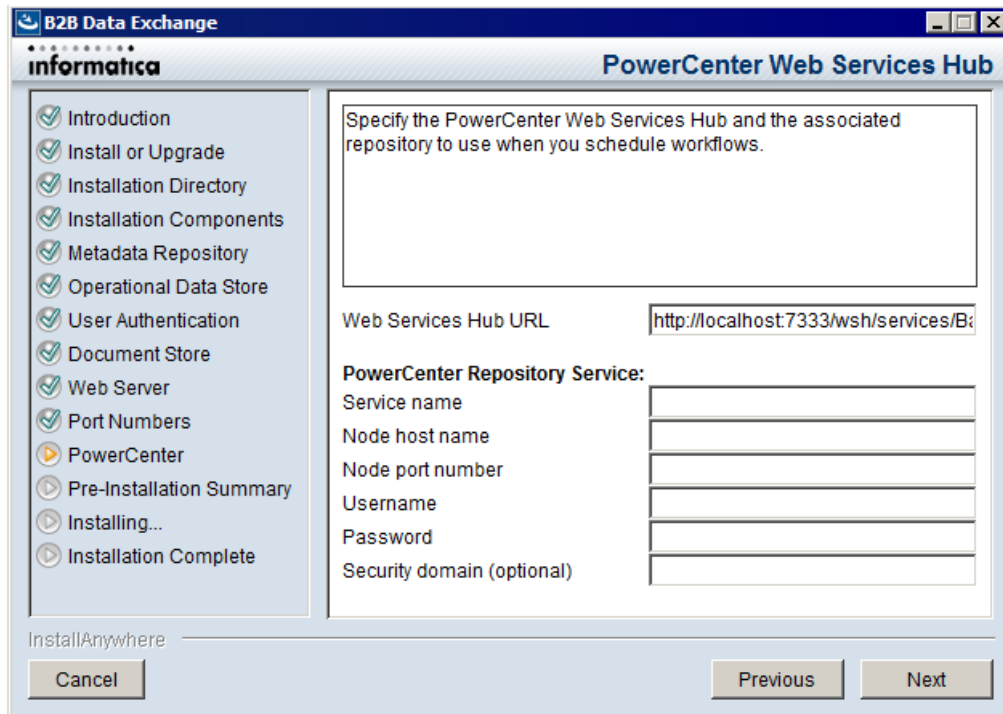 B2B Data Exchange
informatica
PowerCenter Web Services Hub
Introduction
Install or Upgrade
Installation Directory
Installation Components
Metadata Repository
Operational Data Store
User Authentication
Document Store
Web Server
Port Numbers
PowerCenter
Pre-Installation Summary
Installing...
Installation Complete
Specify the PowerCenter Web Services Hub and the associated
repository to use when you schedule workflows.
Web Services Hub URL
http://localhost:7333/wsh/services/Ba
PowerCenter Repository Service:
Service name
Node host name
Node port number
Username
Password
Security domain (optional)
InstallAnywhere
Cancel
Previous
Next